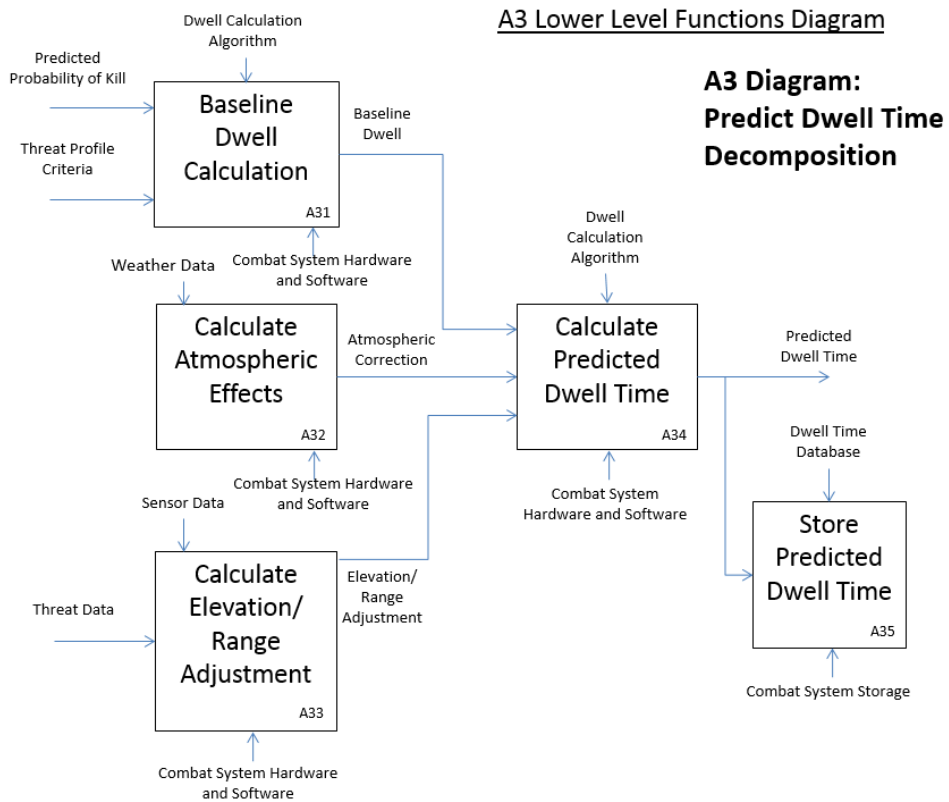 A3 Lower Level Functions Diagram
A3 Diagram:
Predict Dwell Time
Decomposition
Dwell Calculation
Algorithm
Predicted
Probability of Kill
Threat Profile
Criteria
Baseline
Dwell
Calculation
A31
Baseline
Dwell
Combat System Hardware
and Software
Weather Data
Calculate
Atmospheric
Effects
A32
Atmospheric
Correction
Combat System Hardware
and Software
Sensor Data
Threat Data
Calculate
Elevation/
Range
Adjustment
A33
Elevation/
Range
Adjustment
Combat System Hardware
and Software
Dwell
Calculation
Algorithm
Calculate
Predicted
Dwell Time
A34
Combat System
Hardware and Software
Predicted
Dwell Time
Dwell Time
Database
Store
Predicted
Dwell Time
A35
Combat System Storage